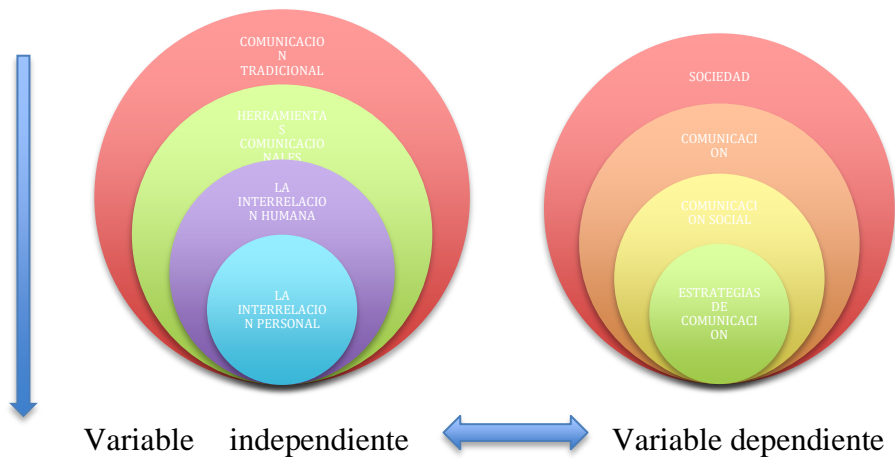 COMUNICACIO
N
TRADICIONAL
HERRAMIENTA
S
COMUNICACIO
NALES
LA
INTERRELACIO
N HUMANA
LA
INTERRELACIO
N PERSONAL
SOCIEDAD
COMUNICACI
ON
COMUNICACI
ON SOCIAL
ESTRATEGIAS
DE
COMUNICACI
ON
Variable independiente
Variable dependiente